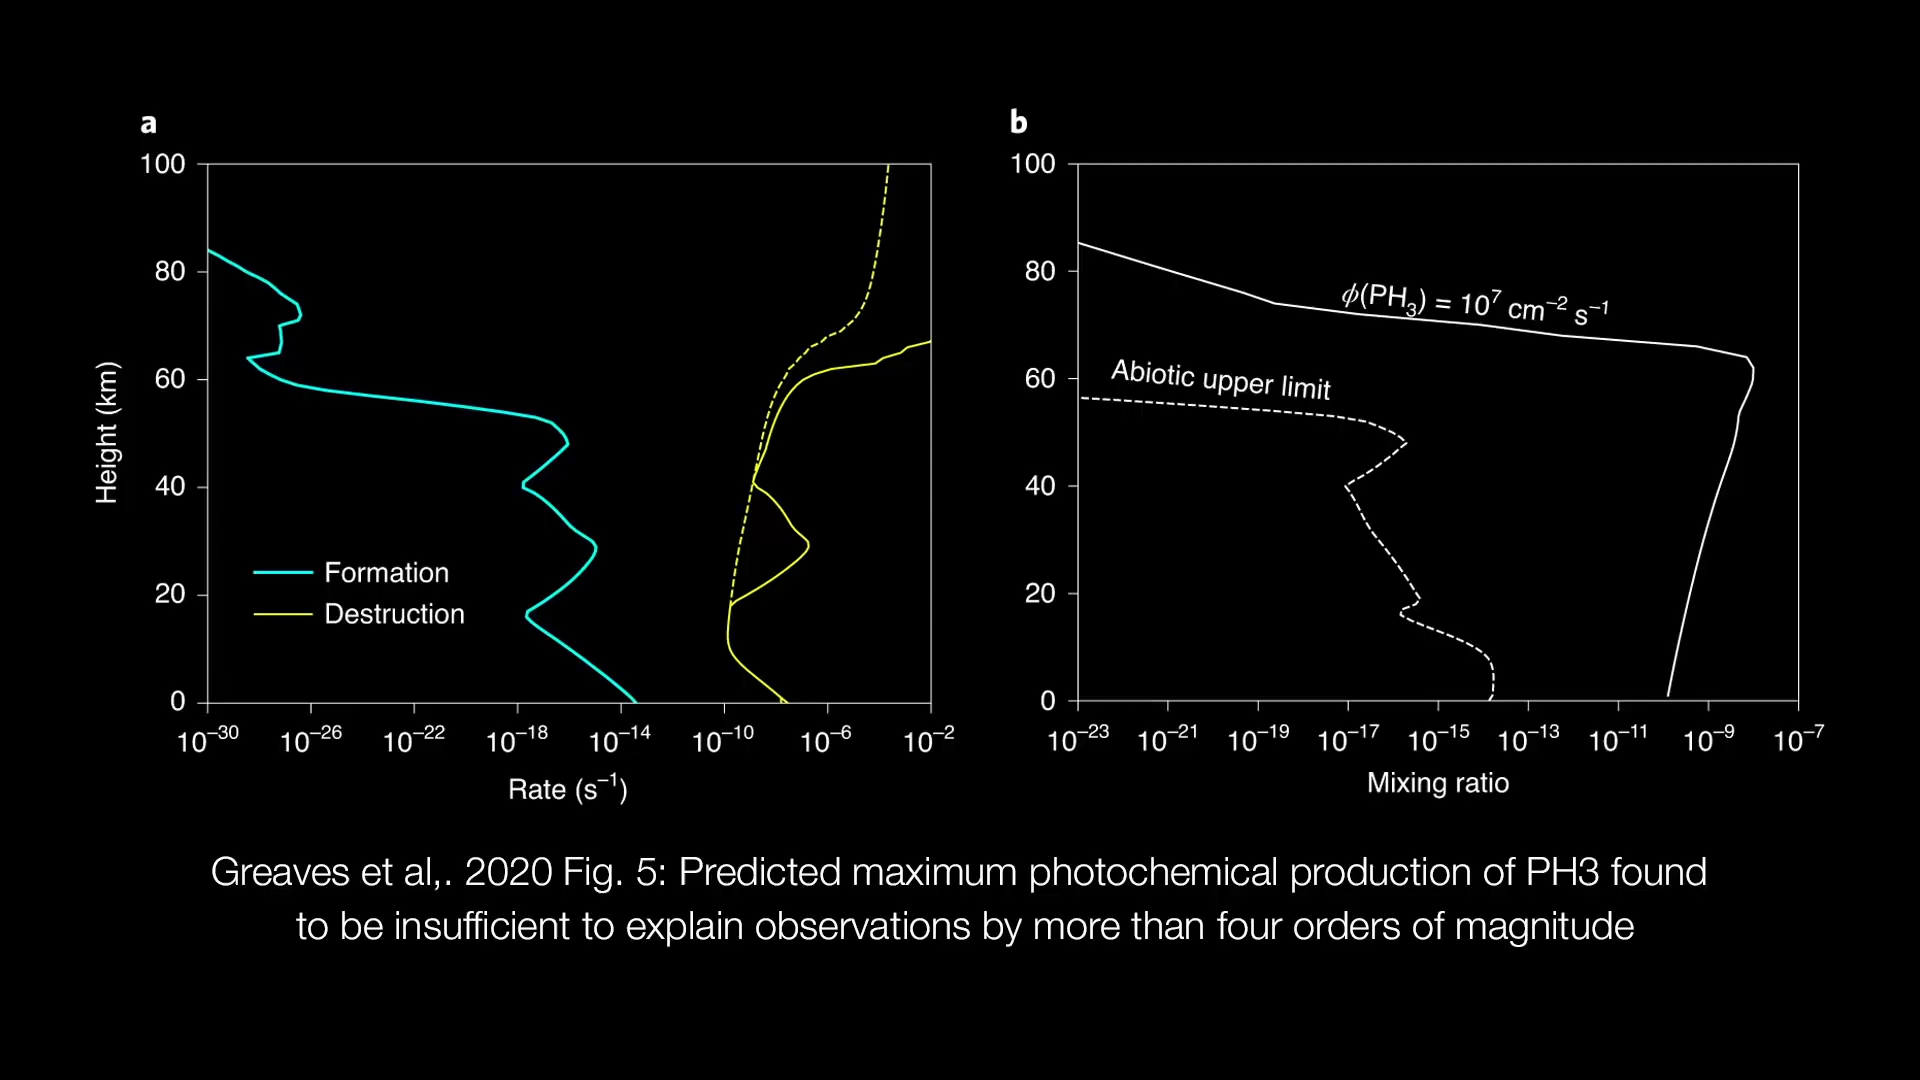 a
100
80
60
40
20
0
Height (km)
Formation
Destruction
10⁻³⁰ 10⁻²⁶ 10⁻²² 10⁻¹⁸ 10⁻¹⁴ 10⁻¹⁰ 10⁻⁶ 10⁻²
Rate (s⁻¹)
b
100
80
60
40
20
0
ϕ(PH₃) = 10⁷ cm⁻² s⁻¹
Abiotic upper limit
10⁻²³ 10⁻²¹ 10⁻¹⁹ 10⁻¹⁷ 10⁻¹⁵ 10⁻¹³ 10⁻¹¹ 10⁻⁹ 10⁻⁷
Mixing ratio
Greaves et al,. 2020 Fig. 5: Predicted maximum photochemical production of PH3 found
to be insufficient to explain observations by more than four orders of magnitude